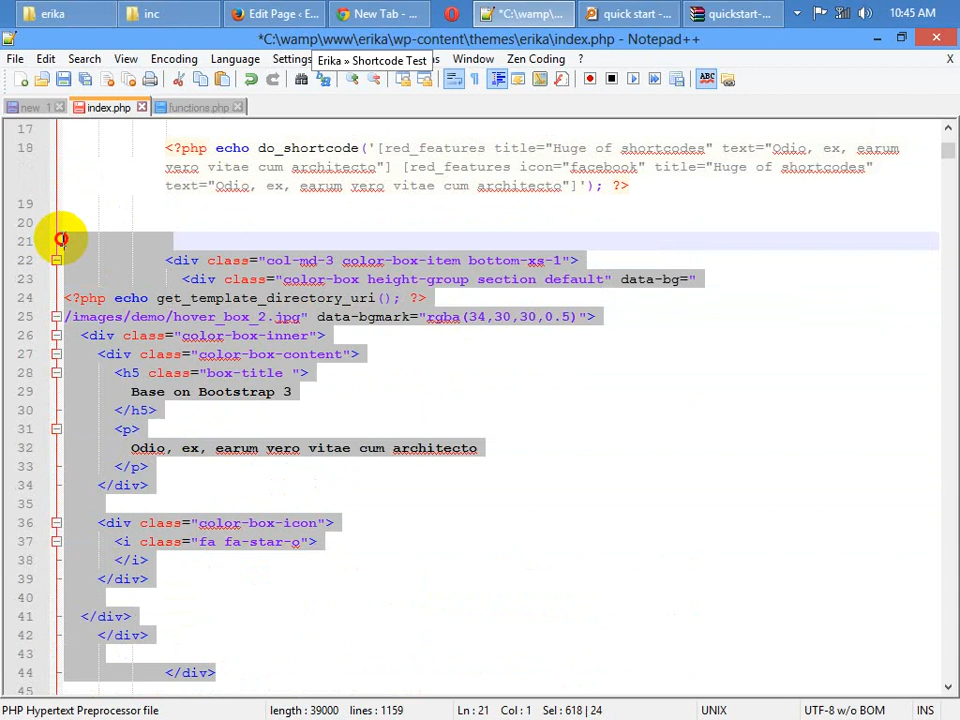 erika
inc
Edit Page ‹ E...
New Tab - ...
*C:\wamp\...
quick start -...
quickstart-...
10:45 AM
*C:\wamp\www\erika\wp-content\themes\erika\index.php - Notepad++
File Edit Search View Encoding Language Settings Window Zen Coding ? X
Erika » Shortcode Test
new 1 index.php functions.php
17
18 <?php echo do_shortcode('[red_features title="Huge of shortcodes" text="Odio, ex, earum
yero vitae cum architecto"] [red_features icon="facebook" title="Huge of shortcodes"
text="Odio, ex, earum yero vitae cum architecto"]'); ?>
19
20
21
22 <div class="col-md-3 color-box-item bottom-xs-1">
23 <div class="color-box height-group section default" data-bg="
24 <?php echo get_template_directory_uri(); ?>
25 /images/demo/hover_box_2.jpg" data-bgmark="rgba(34,30,30,0.5)">
26 <div class="color-box-inner">
27 <div class="color-box-content">
28 <h5 class="box-title ">
29 Base on Bootstrap 3
30 </h5>
31 <p>
32 Odio, ex, earum yero vitae cum architecto
33 </p>
34 </div>
35
36 <div class="color-box-icon">
37 <i class="fa fa-star-o">
38 </i>
39 </div>
40
41 </div>
42 </div>
43
44 </div>
45
PHP Hypertext Preprocessor file length : 39000 lines : 1159 Ln : 21 Col : 1 Sel : 618 | 24 UNIX UTF-8 w/o BOM INS